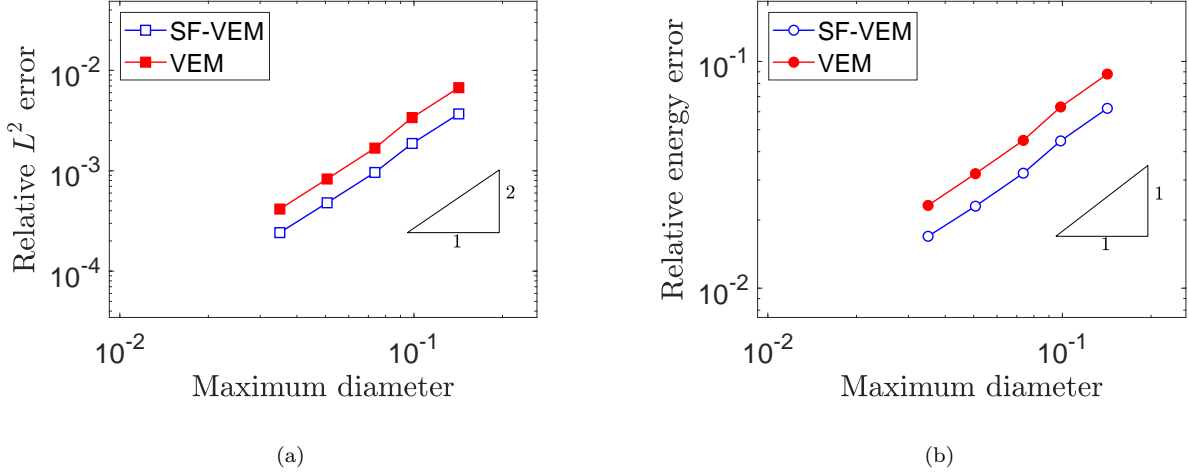 SF-VEM
VEM
Relative L² error
10⁻²
10⁻³
10⁻⁴
2
1
10⁻² 10⁻¹
Maximum diameter
(a)
SF-VEM
VEM
Relative energy error
10⁻¹
10⁻²
1
1
10⁻² 10⁻¹
Maximum diameter
(b)